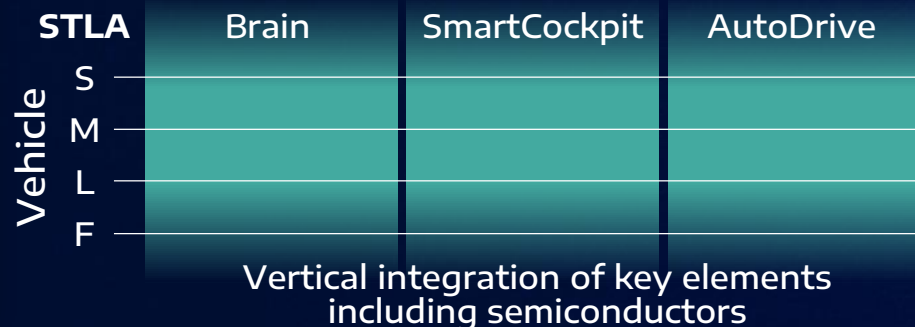 STLA Brain SmartCockpit AutoDrive
Vehicle
S
M
L
F
Vertical integration of key elements
including semiconductors